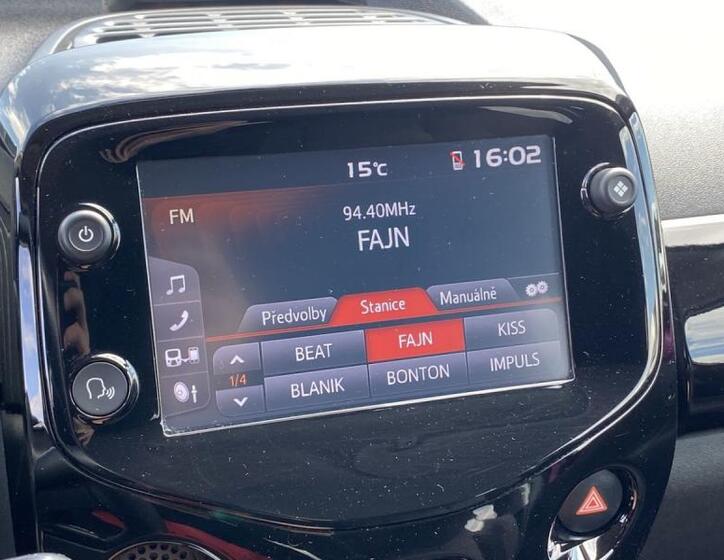 15°C 16:02
FM
94.40MHz
FAJN
Předvolby Stanice Manuálně
BEAT FAJN KISS
1/4
BLANIK BONTON IMPULS